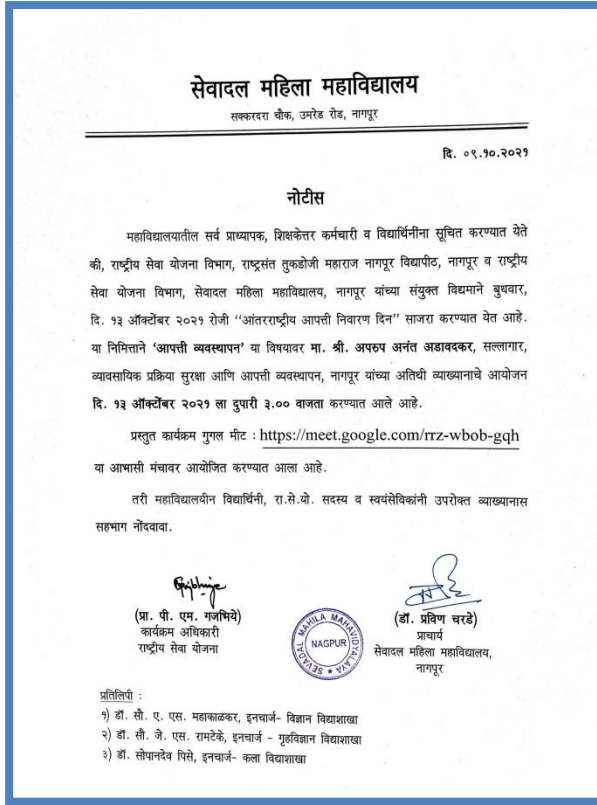 सेवादल महिला महाविद्यालय
सक्करदरा चौक, उमरेड रोड, नागपूर
दि. ०९.१०.२०२१
नोटीस
महाविद्यालयातील सर्व प्राध्यापक, शिक्षकेत्तर कर्मचारी व विद्यार्थिनींना सूचित करण्यात येते
की, राष्ट्रीय सेवा योजना विभाग, राष्ट्रसंत तुकडोजी महाराज नागपूर विद्यापीठ, नागपूर व राष्ट्रीय
सेवा योजना विभाग, सेवादल महिला महाविद्यालय, नागपूर यांच्या संयुक्त विद्यमाने बुधवार,
दि. १३ ऑक्टोंबर २०२१ रोजी ‘‘आंतरराष्ट्रीय आपत्ती निवारण दिन’’ साजरा करण्यात येत आहे.
या निमित्ताने ‘आपत्ती व्यवस्थापन’ या विषयावर मा. श्री. अपरुप अनंत अडावदकर, सल्लागार,
व्यावसायिक प्रक्रिया सुरक्षा आणि आपत्ती व्यवस्थापन, नागपूर यांच्या अतिथी व्याख्यानाचे आयोजन
दि. १३ ऑक्टोंबर २०२१ ला दुपारी ३.०० वाजता करण्यात आले आहे.
प्रस्तुत कार्यक्रम गुगल मीट : https://meet.google.com/rrz-wbob-gqh
या आभासी मंचावर आयोजित करण्यात आला आहे.
तरी महाविद्यालयीन विद्यार्थिनी, रा.से.यो. सदस्य व स्वयंसेविकांनी उपरोक्त व्याख्यानास
सहभाग नोंदवावा.
(प्रा. पी. एम. गजभिये)
कार्यक्रम अधिकारी
राष्ट्रीय सेवा योजना
SEVADAL MAHILA MAHAVIDYALAYA
NAGPUR
(डॉ. प्रविण चरडे)
प्राचार्य
सेवादल महिला महाविद्यालय,
नागपूर
प्रतिलिपी :
१) डॉ. सौ. ए. एस. महाकाळकर, इनचार्ज- विज्ञान विद्याशाखा
२) डॉ. सौ. जे. एस. रामटेके, इनचार्ज - गृहविज्ञान विद्याशाखा
३) डॉ. सोपानदेव पिसे, इनचार्ज- कला विद्याशाखा